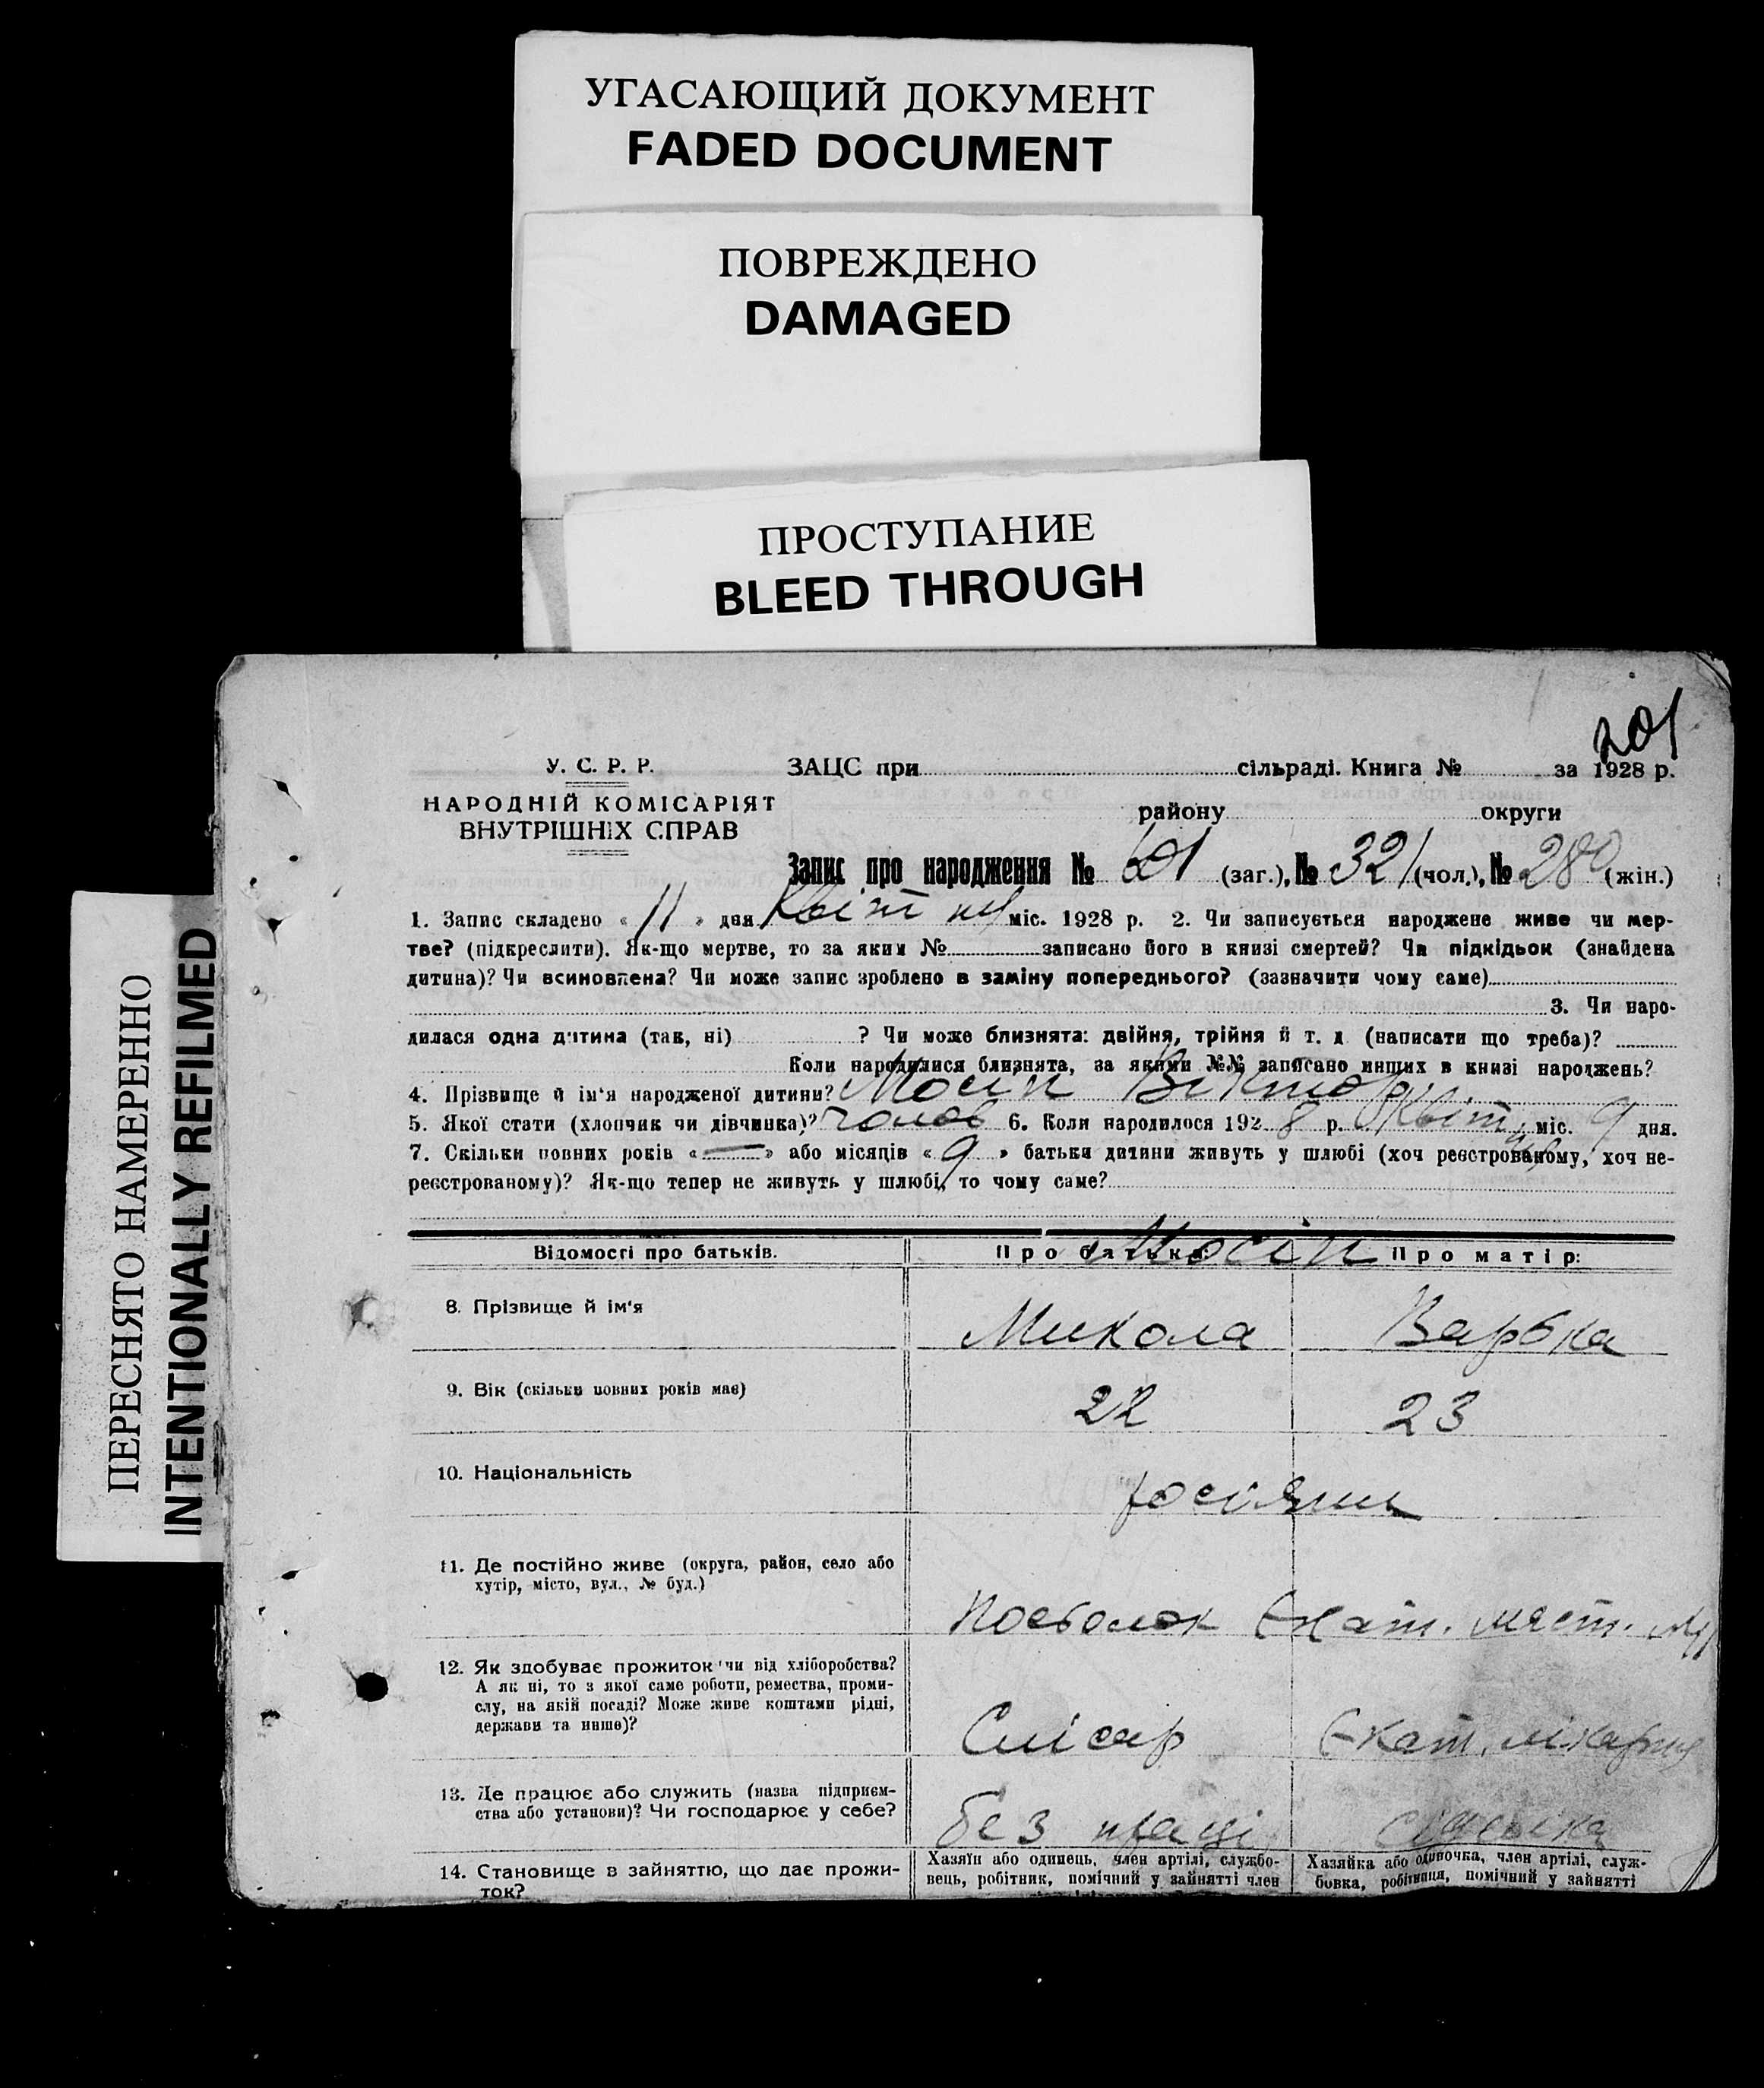 УГАСАЮЩИЙ ДОКУМЕНТ
FADED DOCUMENT
ПОВРЕЖДЕНО
DAMAGED
ПРОСТУПАНИЕ
BLEED THROUGH
ПЕРЕСНЯТО НАМЕРЕННО
INTENTIONALLY REFILMED
201
У. С. Р. Р.
НАРОДНІЙ КОМІСАРІЯТ
ВНУТРІШНІХ СПРАВ
ЗАЦС при сільраді. Книга № за 1928 р.
району округи
Запис про народження № 601 (заг.), № 321 (чол.), № 280 (жін.)
1. Запис складено « 11 » дня Квітня міс. 1928 р. 2. Чи записується народжене живе чи мер-
тве? (підкреслити). Як-що мертве, то за яким № записано його в книзі смертей? Чи підкідьок (знайдена
дитина)? Чи всиновлена? Чи може запис зроблено в заміну попереднього? (зазначити чому саме)
3. Чи наро-
дилася одна дитина (так, ні) ? Чи може близнята: двійня, трійня й т. д. (написати що треба)?
Коли народилися близнята, за якими №№ записано инших в книзі народжень?
4. Прізвище й ім'я народженої дитини? Мосін Віктор
5. Якої стати (хлопчик чи дівчинка)? чолов 6. Коли народилося 192 8 р. Квітня міс. 9 дня.
7. Скільки повних років « — » або місяців « 9 » батьки дитини живуть у шлюбі (хоч реєстрованому, хоч не-
реєстрованому)? Як-що тепер не живуть у шлюбі, то чому саме?
Відомості про батьків. Про батька: Про матір:
Мосін
8. Прізвище й ім'я
Микола Варька
9. Вік (скільки повних років має)
22 23
10. Національність
росіяни
11. Де постійно живе (округа, район, село або
хутір, місто, вул., № буд.)
Посьолок Екат.
12. Як здобуває прожиток чи від хліборобства?
А як ні, то з якої саме роботи, ремества, проми-
слу, на якій посаді? Може живе коштами рідні,
держави та инше)?
Слісар Екат. лікарня
13. Де працює або служить (назва підприєм-
ства або установи)? Чи господарює у себе?
без праці
14. Становище в зайняттю, що дає прожи-
ток?
Хазяїн або одинець, член артілі, службо-
вець, робітник, помічний у зайнятті член
Хазяйка або одиночка, член артілі, служ-
бовка, робітниця, помічний у зайнятті